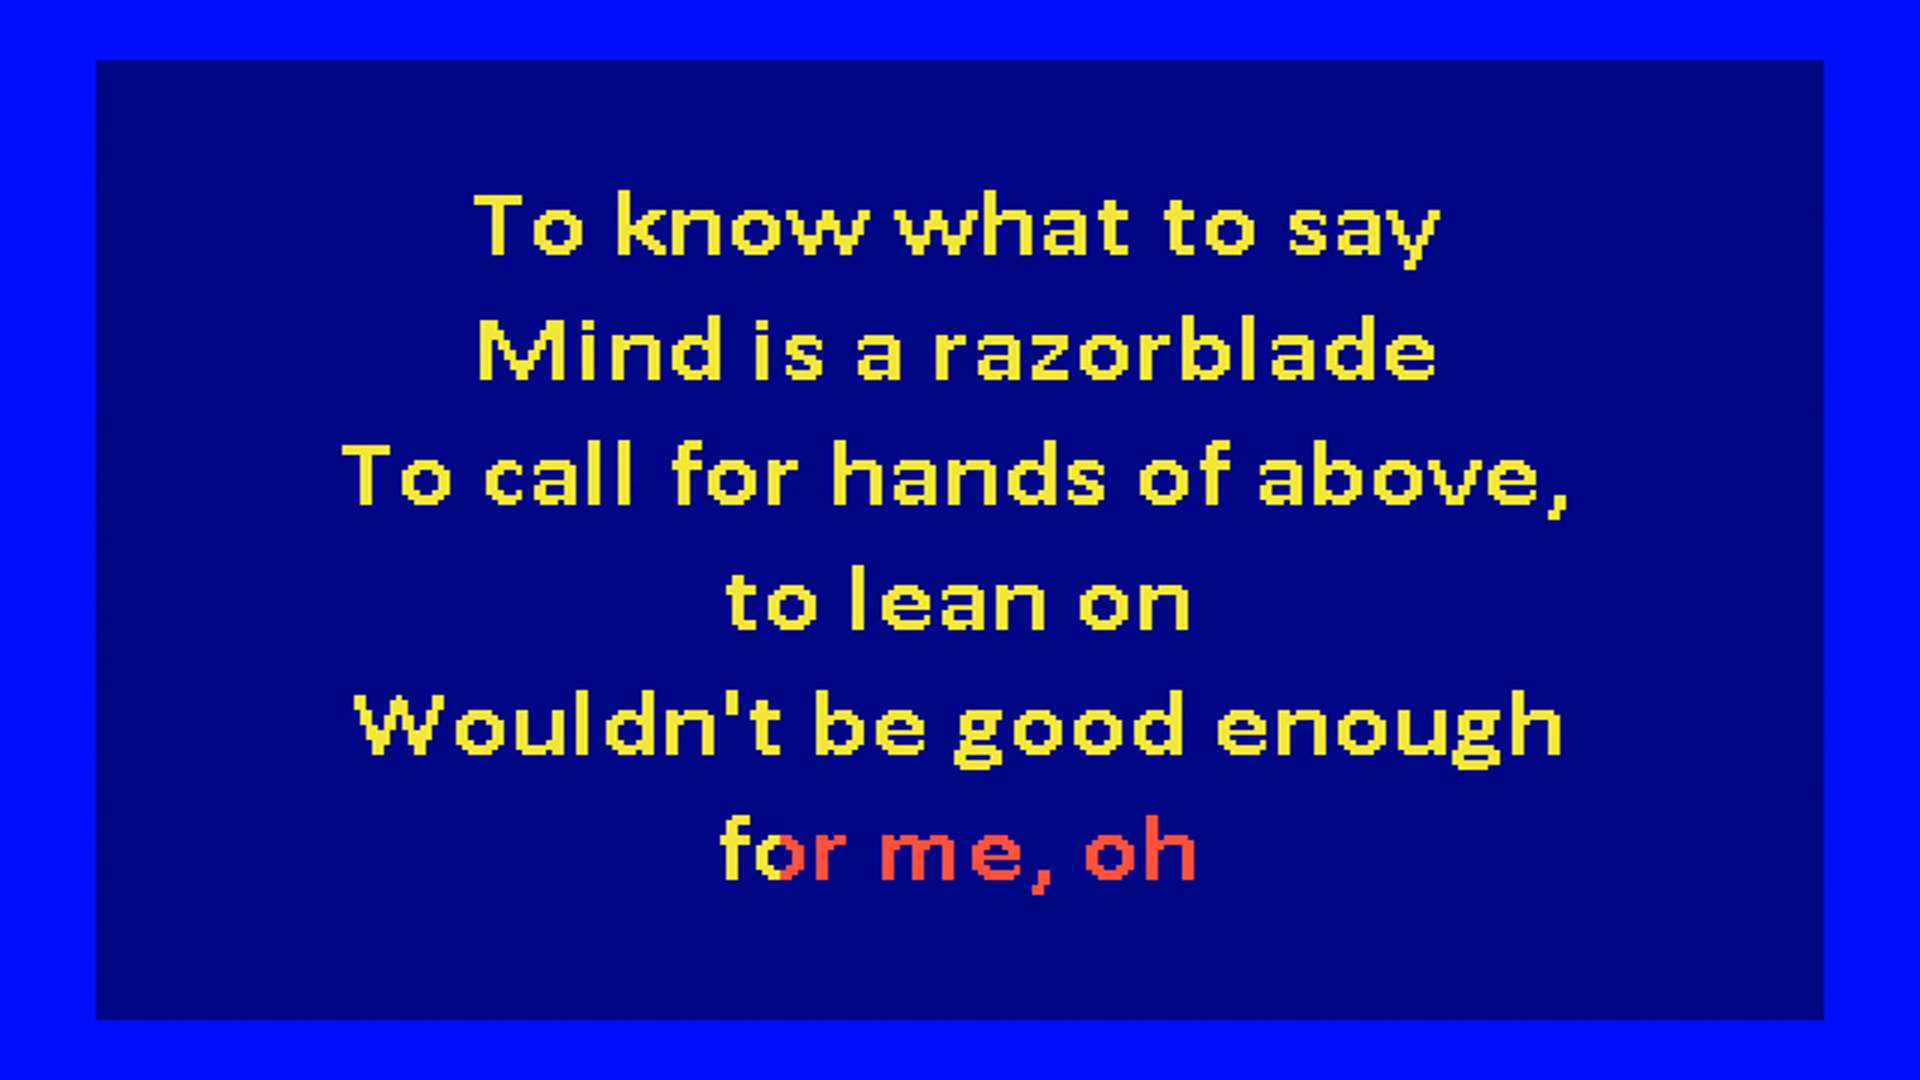 To know what to say
Mind is a razorblade
To call for hands of above,
to lean on
Wouldn't be good enough
for me, oh